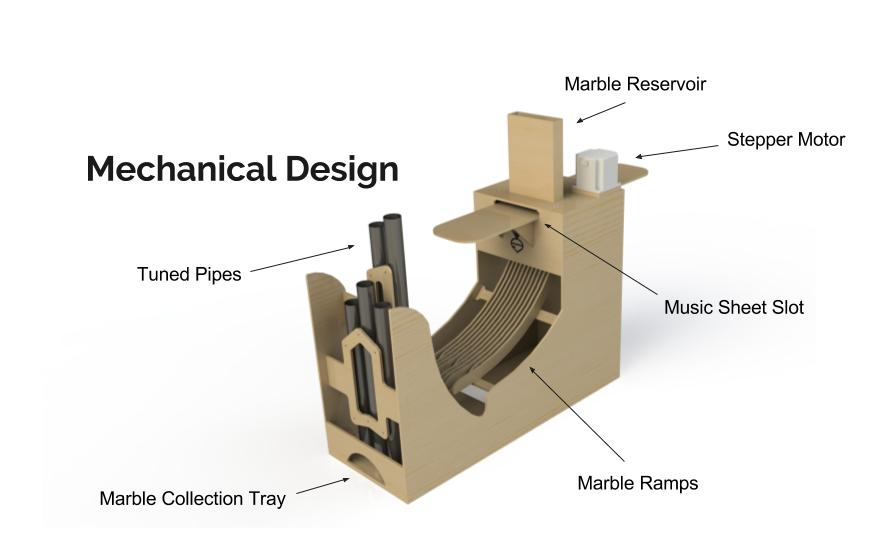 Marble Reservoir
Stepper Motor
Mechanical Design
Tuned Pipes
Music Sheet Slot
Marble Ramps
Marble Collection Tray